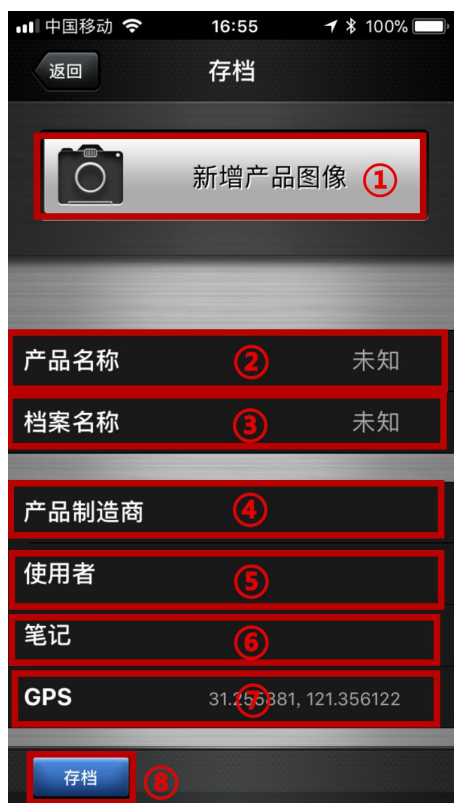 中国移动 16:55 100%
返回 存档
新增产品图像 ①
产品名称 ② 未知
档案名称 ③ 未知
产品制造商 ④
使用者 ⑤
笔记 ⑥
GPS ⑦ 121.356122
存档 ⑧